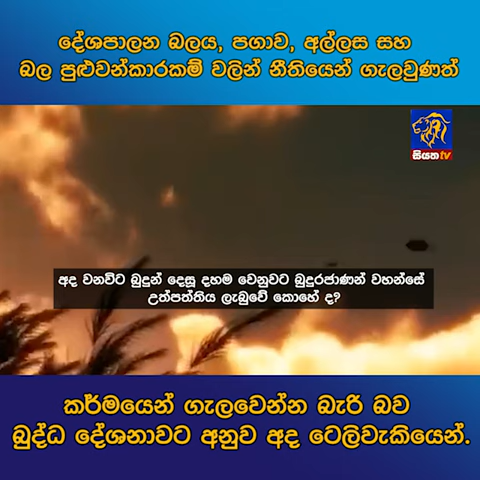 දේශපාලන බලය, පගාව, අල්ලස සහ
බල පුළුවන්කාරකම් වලින් නීතියෙන් ගැලවුණත්
සියත tv
අද වනවිට බුදුන් දෙසූ දහම වෙනුවට බුදුරජාණන් වහන්සේ
උත්පත්තිය ලැබුවේ කොහේ ද?
කර්මයෙන් ගැලවෙන්න බැරි බව
බුද්ධ දේශනාවට අනුව අද ටෙලිවැකියෙන්.